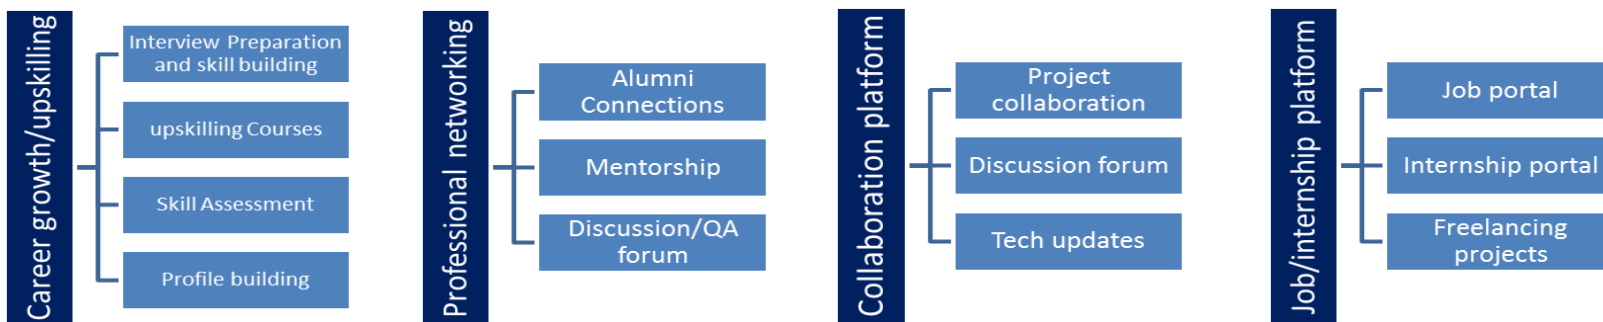 Career growth/upskilling
Interview Preparation
and skill building
upskilling Courses
Skill Assessment
Profile building
Professional networking
Alumni
Connections
Mentorship
Discussion/QA
forum
Collaboration platform
Project
collaboration
Discussion forum
Tech updates
Job/internship platform
Job portal
Internship portal
Freelancing
projects